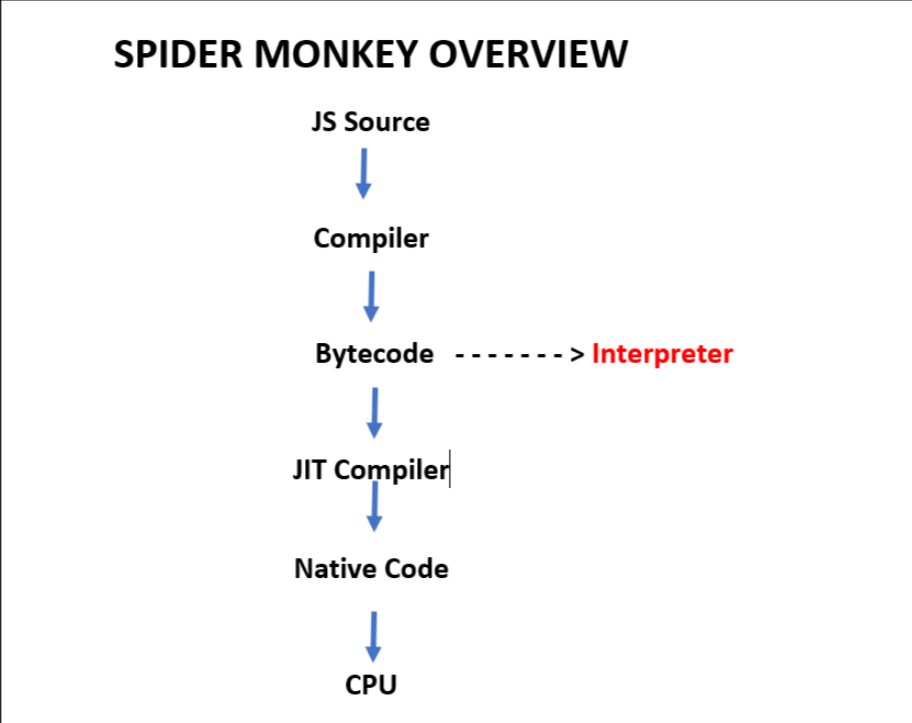 SPIDER MONKEY OVERVIEW
JS Source
Compiler
Bytecode - - - - - - - > Interpreter
JIT Compiler
Native Code
CPU